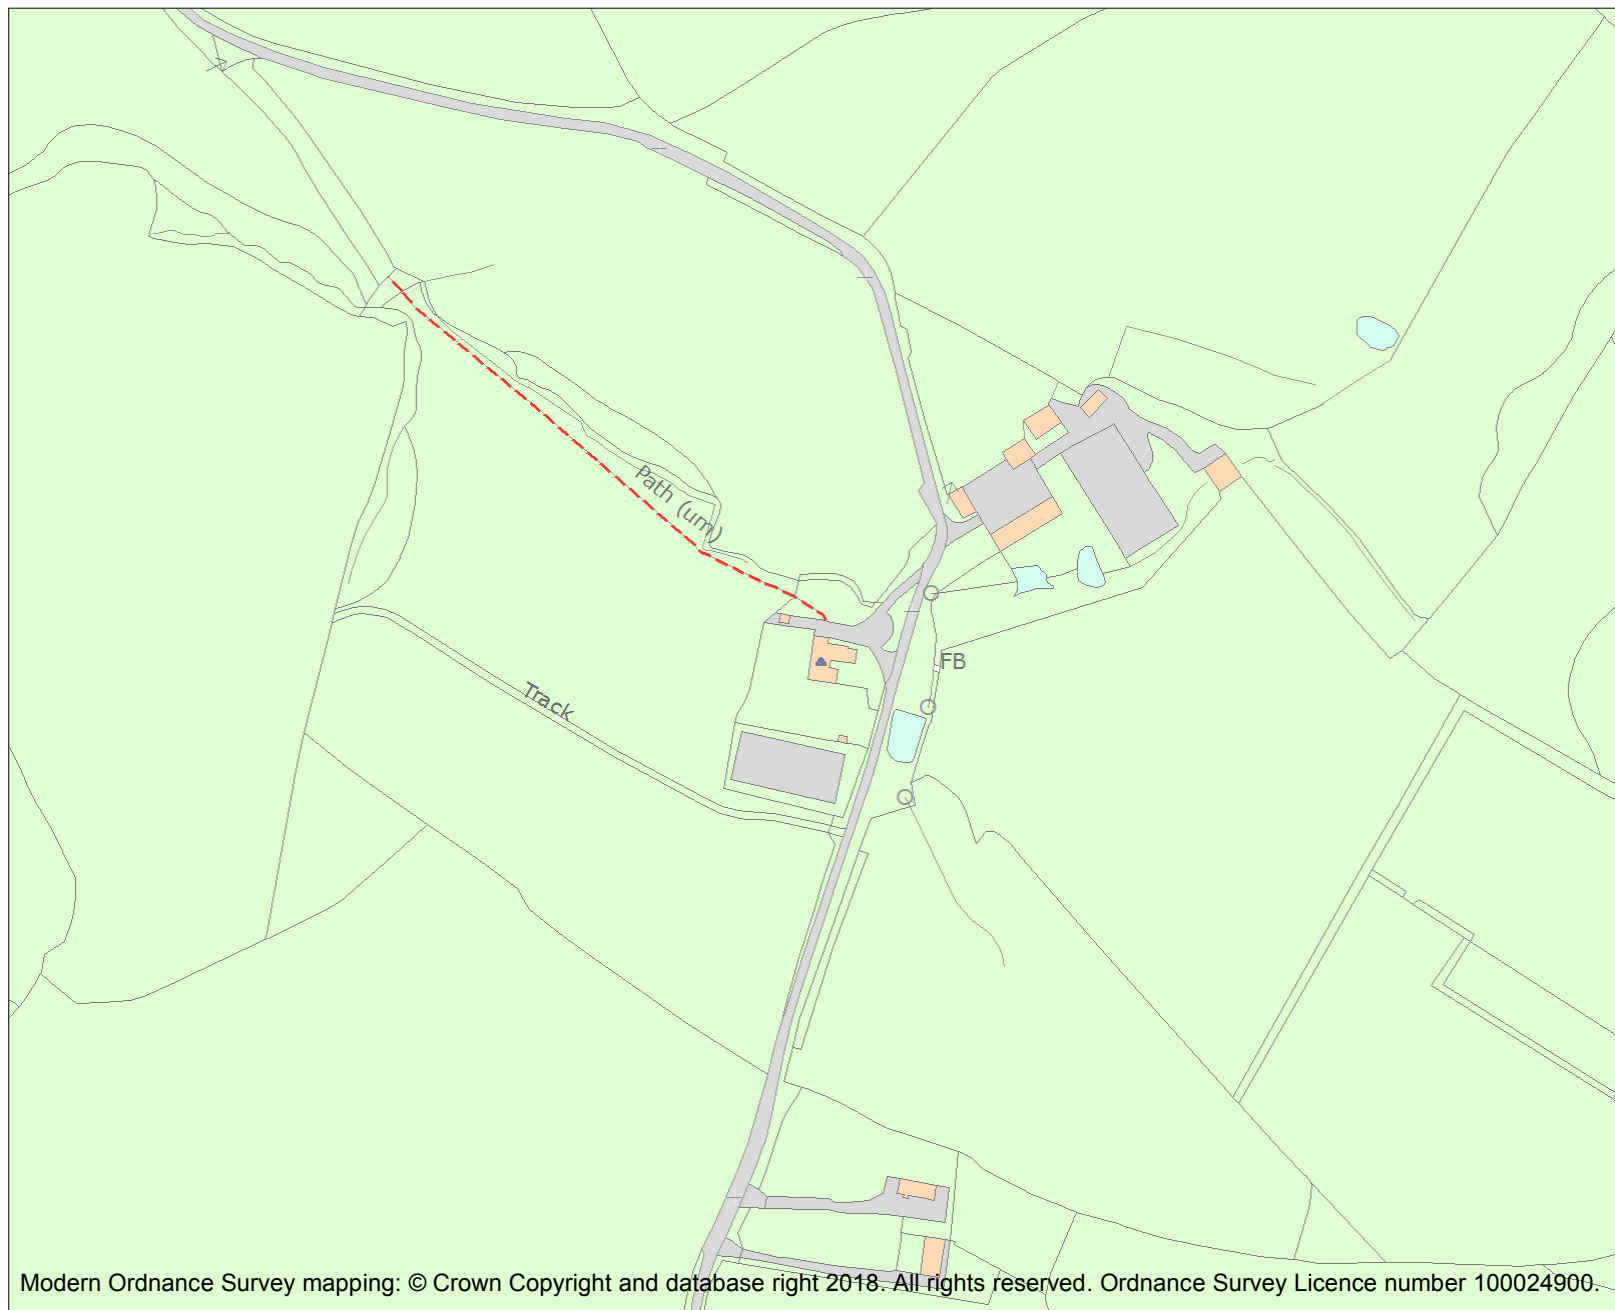 Path (um)
FB
Track
Modern Ordnance Survey mapping: © Crown Copyright and database right 2018. All rights reserved. Ordnance Survey Licence number 100024900.